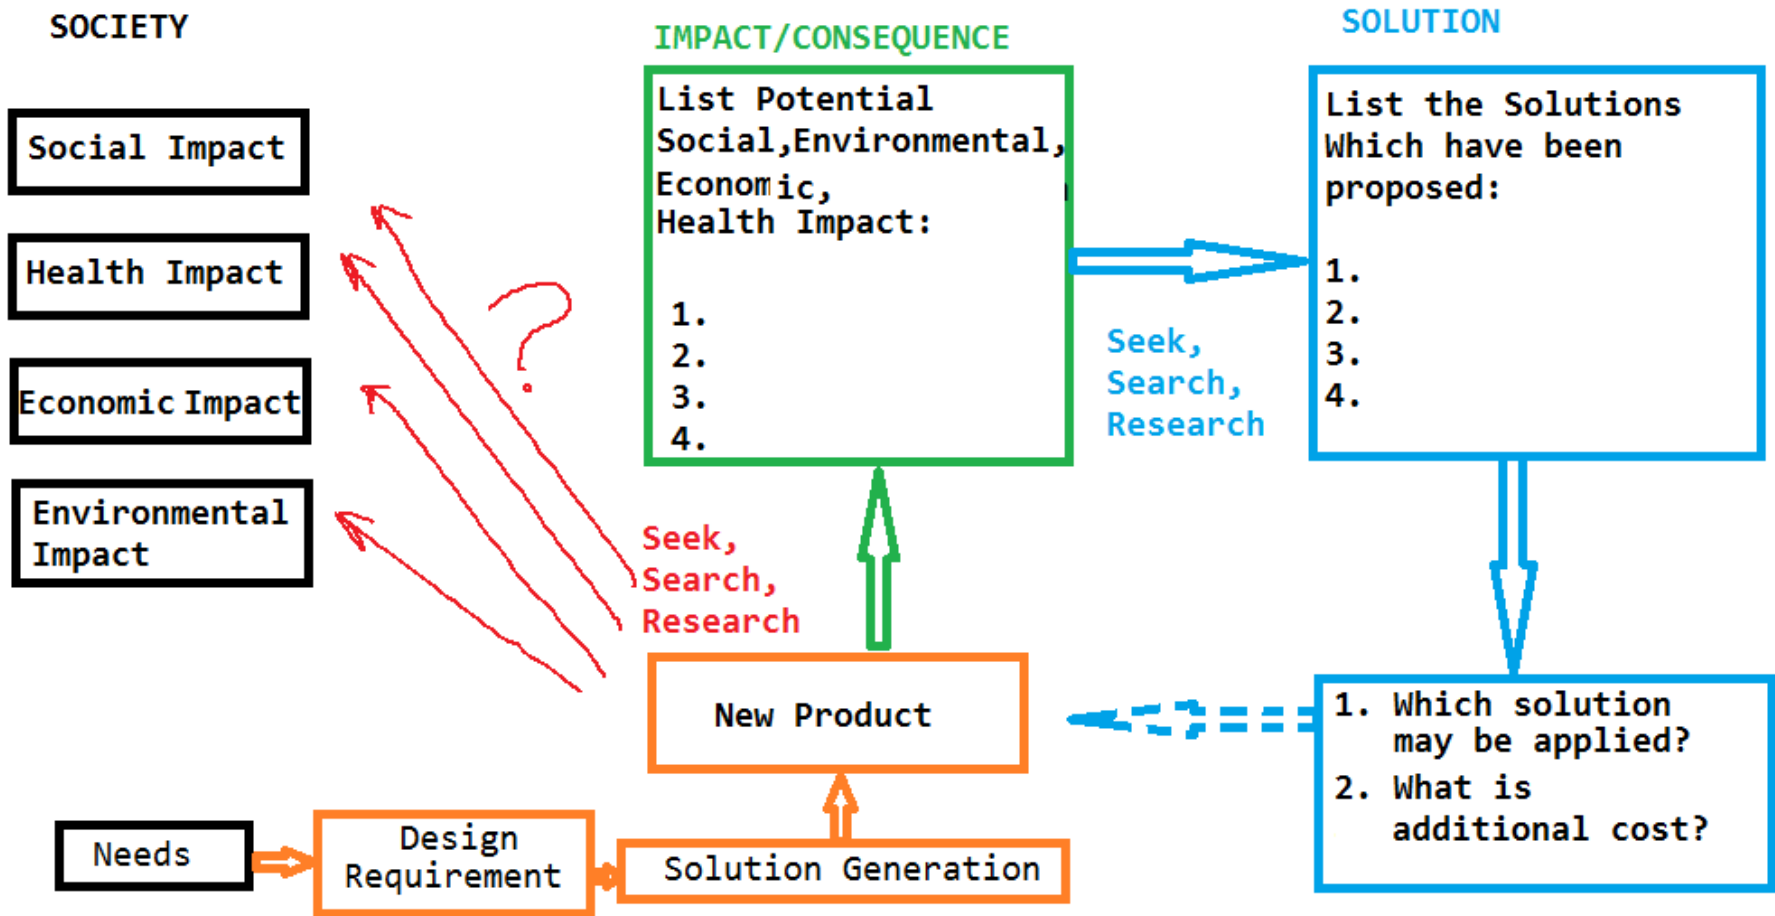 SOCIETY
Social Impact
Health Impact
Economic Impact
Environmental
Impact
IMPACT/CONSEQUENCE
List Potential
Social,Environmental,
Economic,
Health Impact:
1.
2.
3.
4.
SOLUTION
List the Solutions
Which have been
proposed:
1.
2.
3.
4.
Seek,
Search,
Research
?
Seek,
Search,
Research
New Product
1. Which solution
may be applied?
2. What is
additional cost?
Needs
Design
Requirement
Solution Generation